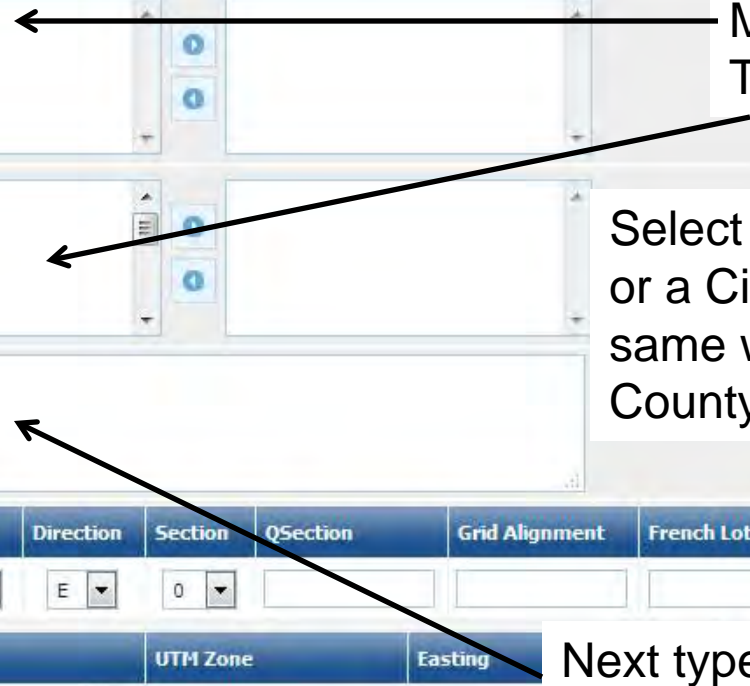 Select
or a Ci
same w
County
Direction Section QSection Grid Alignment French Lot
E 0
UTM Zone Easting
Next type